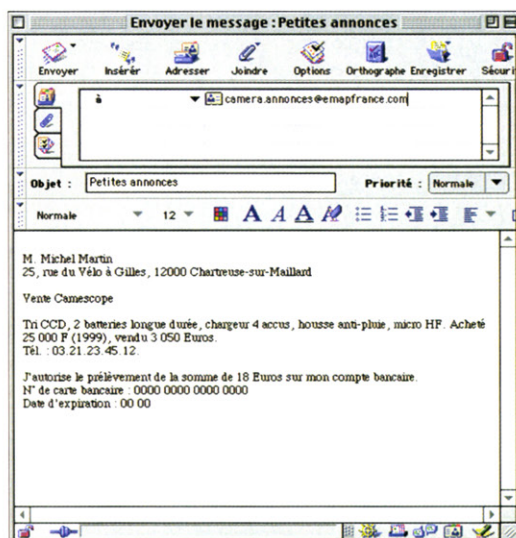 Envoyer le message : Petites annonces
Envoyer Insérer Adresser Joindre Options Orthographe Enregistrer Sécuri
à camera.annonces@emapfrance.com
Objet : Petites annonces Priorité : Normale
Normale 12 A A A
M. Michel Martin
25, rue du Vélo à Gilles, 12000 Chartreuse-sur-Maillard
Vente Camescope
Tri CCD, 2 batteries longue durée, chargeur 4 accus, housse anti-pluie, micro HF. Acheté
25 000 F (1999), vendu 3 050 Euros.
Tél. : 03.21.23.45.12.
J'autorise le prélèvement de la somme de 18 Euros sur mon compte bancaire.
N° de carte bancaire : 0000 0000 0000 0000
Date d'expiration : 00 00